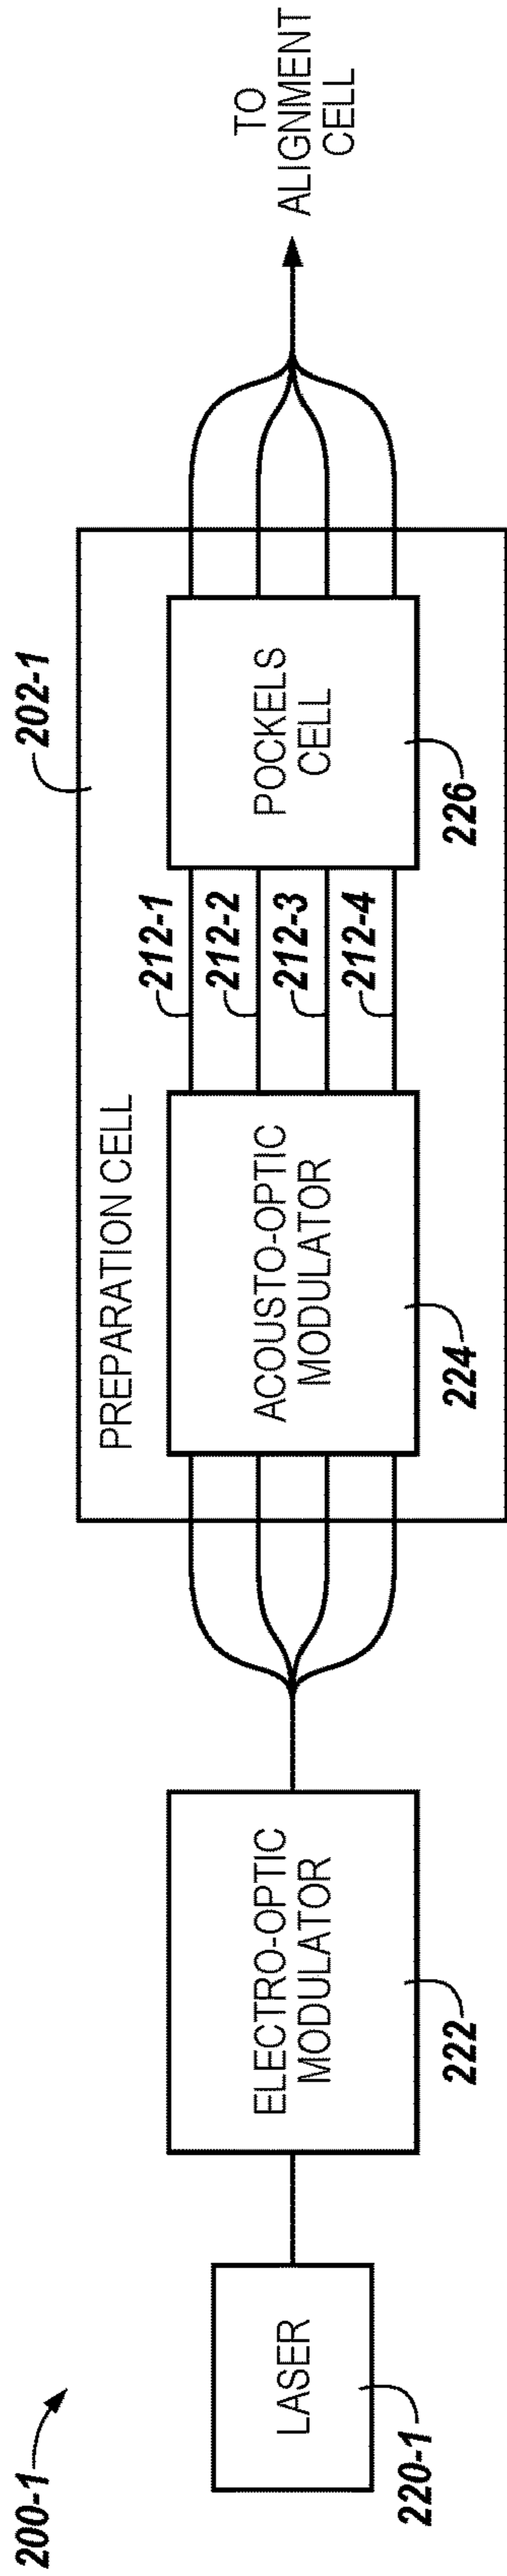 200-1
LASER
220-1
ELECTRO-OPTIC
MODULATOR
222
PREPARATION CELL
202-1
ACOUSTO-OPTIC
MODULATOR
224
212-1
212-2
212-3
212-4
POCKELS
CELL
226
TO
ALIGNMENT
CELL